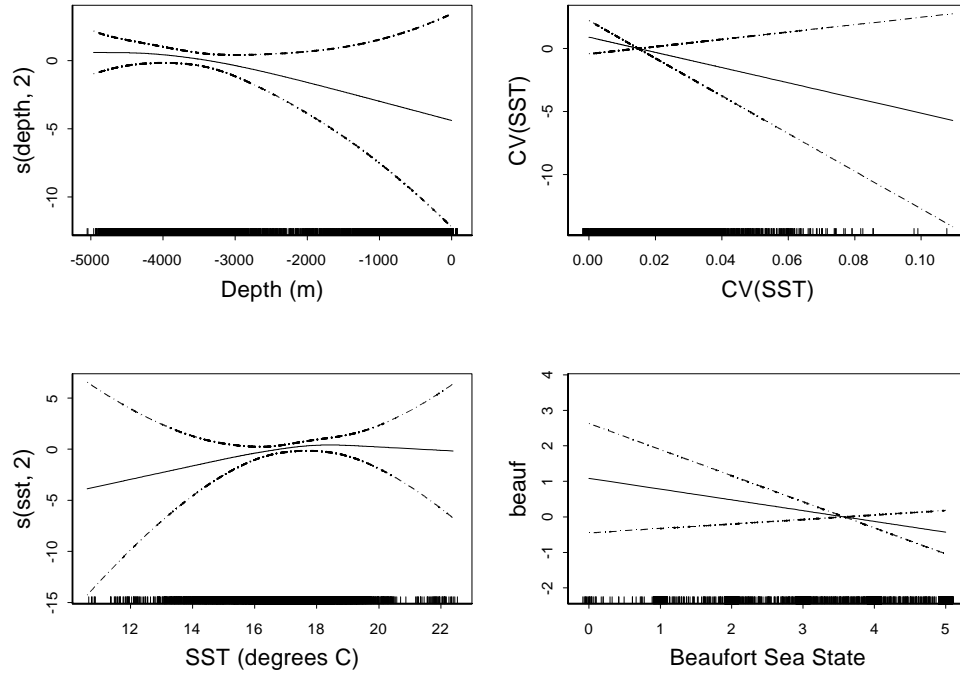 s(depth, 2)
0
-5
-10
-5000 -4000 -3000 -2000 -1000 0
Depth (m)
CV(SST)
0
-5
-10
0.00 0.02 0.04 0.06 0.08 0.10
CV(SST)
s(sst, 2)
5
0
-5
-10
-15
12 14 16 18 20 22
SST (degrees C)
beauf
4
3
2
1
0
-1
-2
0 1 2 3 4 5
Beaufort Sea State